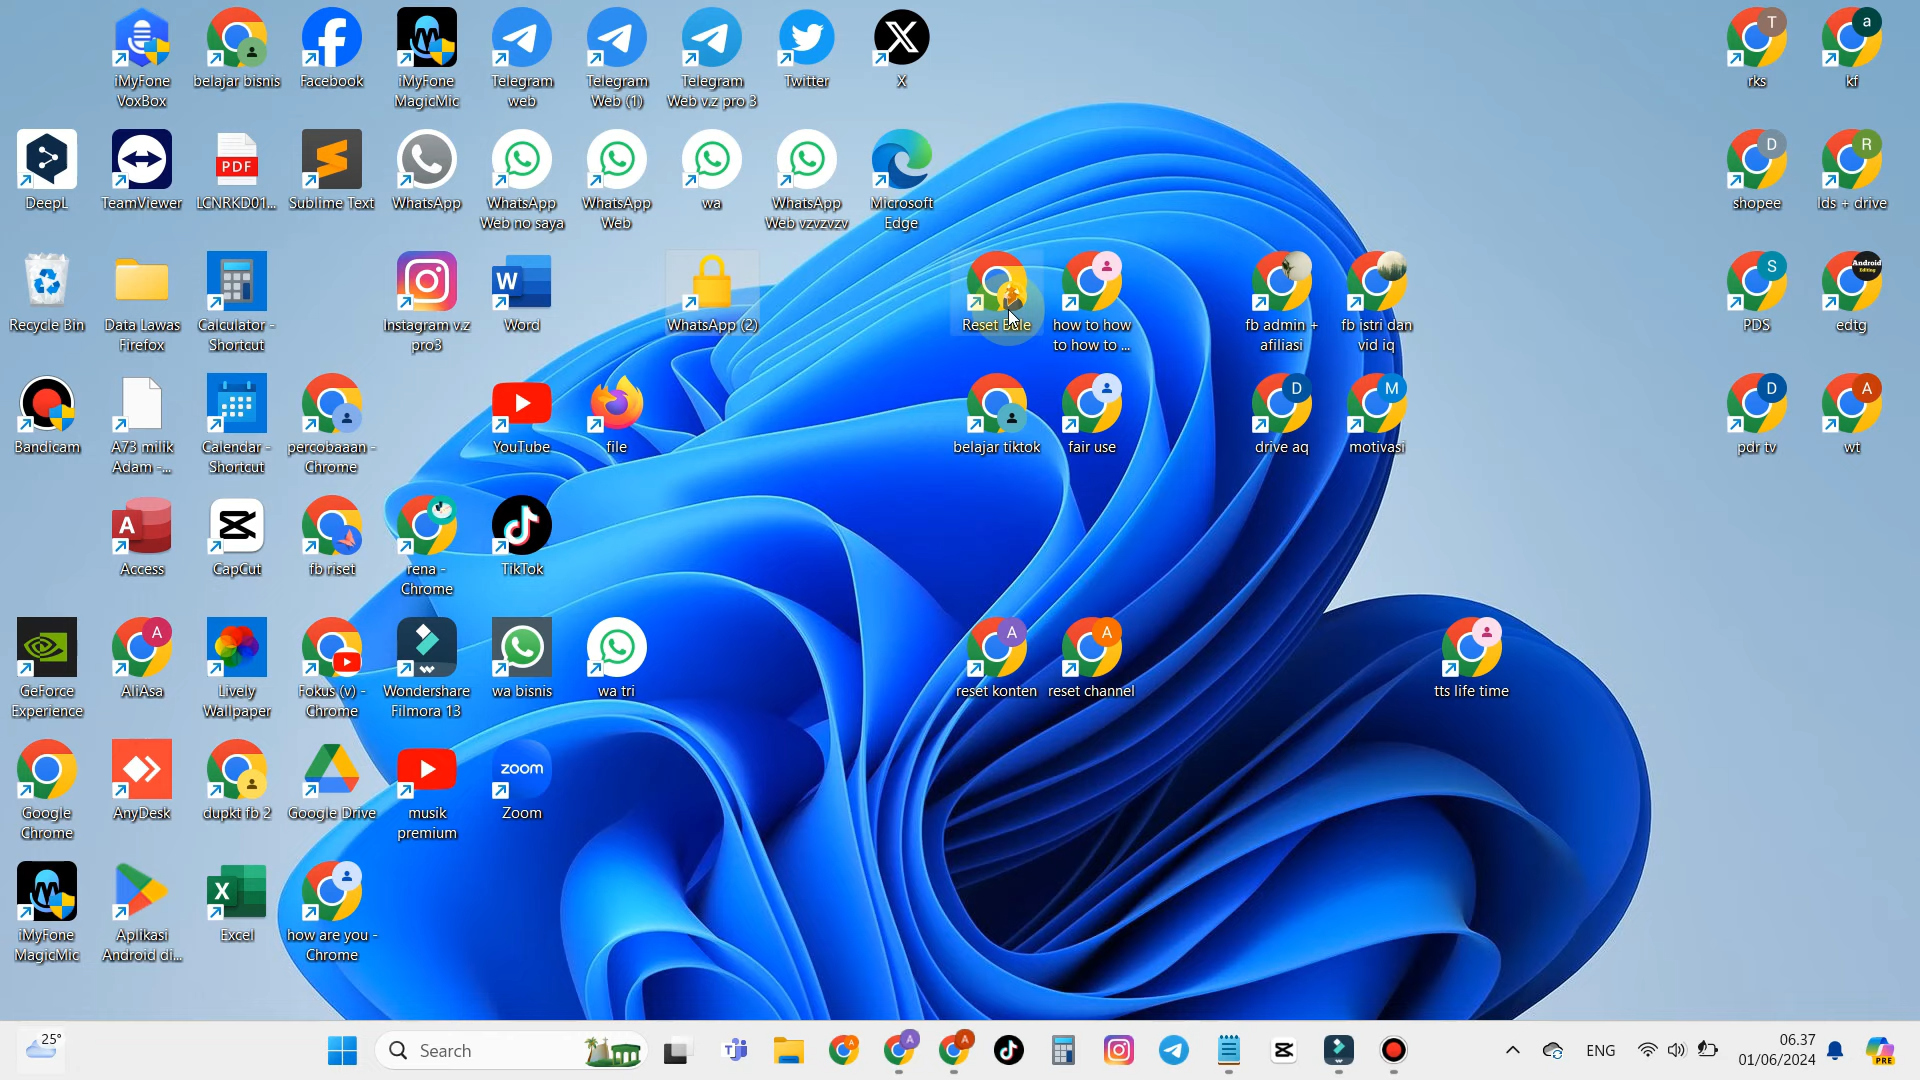 iMyFone
VoxBox
belajar bisnis
Facebook
iMyFone
MagicMic
Telegram
web
Telegram
Web (1)
Telegram
Web v.z pro 3
Twitter
X
T
rks
a
kf
DeepL
TeamViewer
PDF
LCNRKD01...
Sublime Text
WhatsApp
WhatsApp
Web no saya
WhatsApp
Web
wa
WhatsApp
Web vzvzvzv
Microsoft
Edge
D
shopee
R
lds + drive
Recycle Bin
Data Lawas
Firefox
Calculator -
Shortcut
Instagram v.z
pro3
W
Word
WhatsApp (2)
how to how
to how to ...
fb admin +
afiliasi
fb istri dan
vid iq
S
PDS
Android
Editing
edtg
Bandicam
A73 milik
Adam -...
Calendar -
Shortcut
percobaaan -
Chrome
YouTube
file
belajar tiktok
fair use
D
drive aq
M
motivasi
D
pdr tv
A
wt
A
Access
CapCut
fb riset
rena -
Chrome
TikTok
GeForce
Experience
A
AliAsa
Lively
Wallpaper
Fokus (v) -
Chrome
Wondershare
Filmora 13
wa bisnis
wa tri
A
reset konten
A
reset channel
tts life time
Google
Chrome
AnyDesk
dupkt fb 2
Google Drive
musik
premium
zoom
Zoom
iMyFone
MagicMic
Aplikasi
Android di...
X
Excel
how are you -
Chrome
25°
Search
A
A
A
ENG
06.37
01/06/2024
PRE